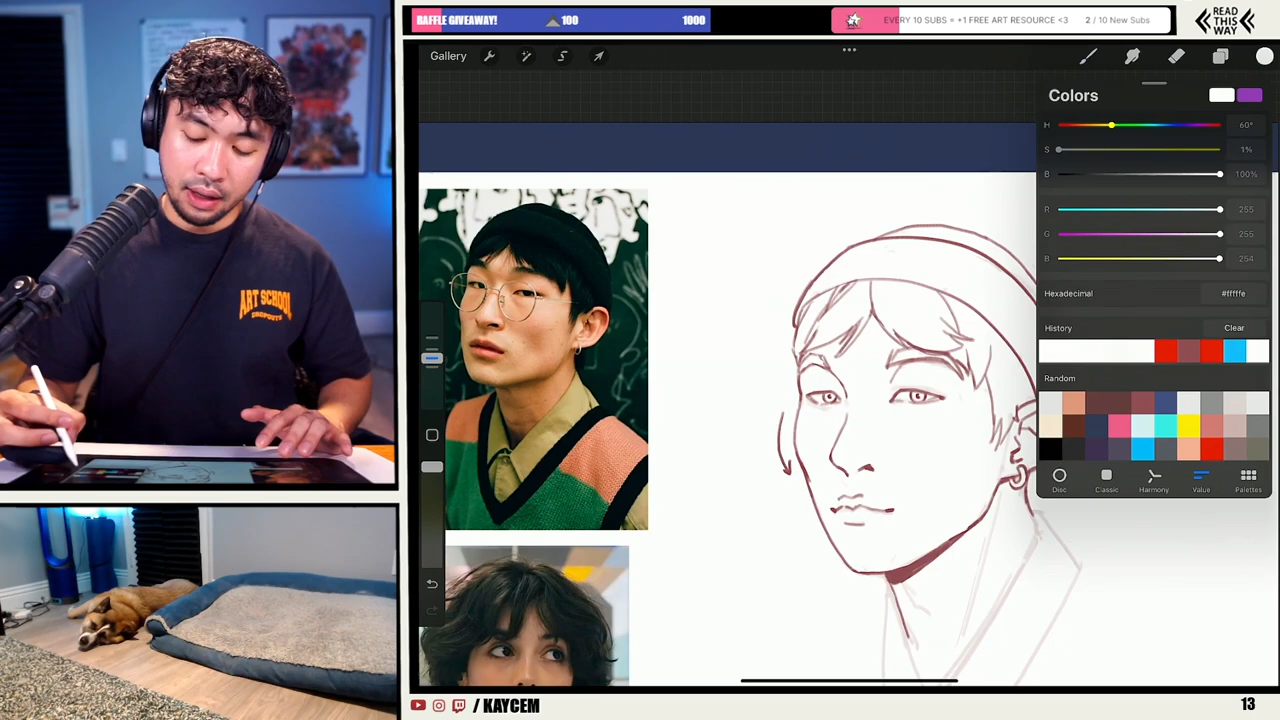 RAFFLE GIVEAWAY!
100
1000
EVERY 10 SUBS = +1 FREE ART RESOURCE <3
2 / 10 New Subs
READ
THIS
WAY
Gallery
Colors
H
60°
S
1%
B
100%
R
255
G
255
B
254
Hexadecimal
#fffffe
History
Clear
Random
Disc
Classic
Harmony
Value
Palettes
ART SCHOOL
DROPOUTS
/ KAYCEM
13